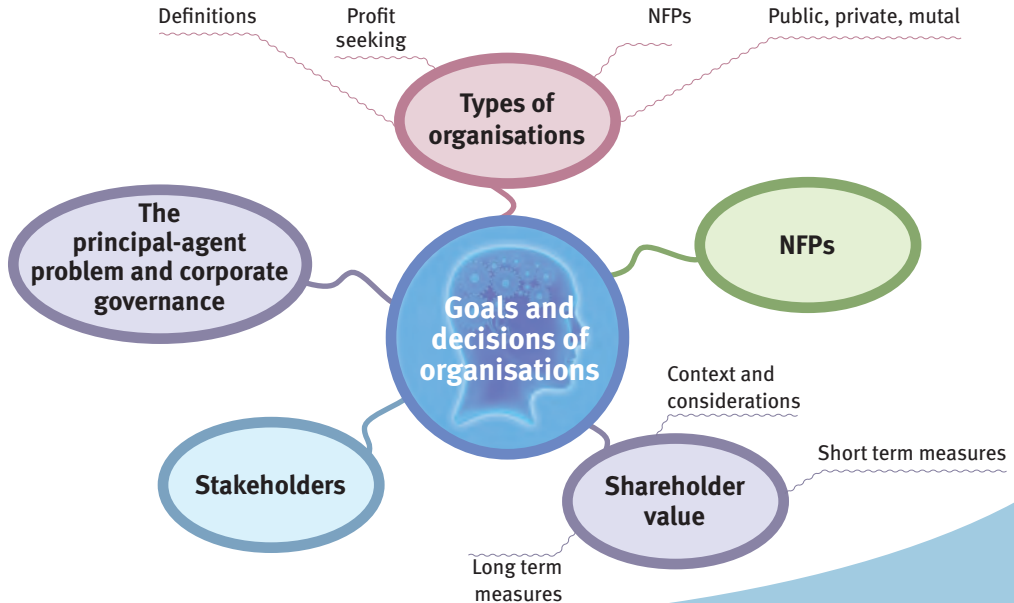 Definitions
Profit
seeking
NFPs
Public, private, mutal
Types of
organisations
The
principal-agent
problem and corporate
governance
NFPs
Goals and
decisions of
organisations
Context and
considerations
Short term measures
Stakeholders
Shareholder
value
Long term
measures